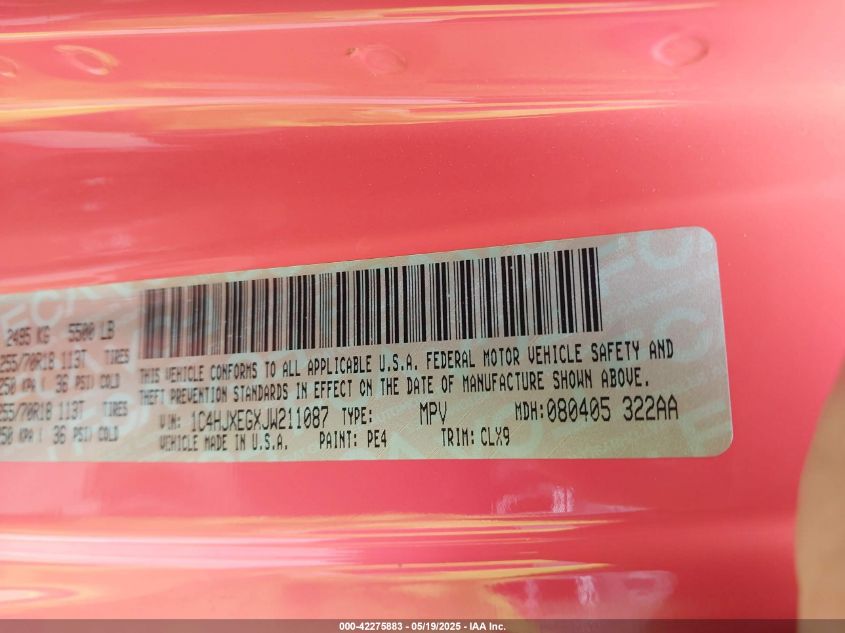 2495 KG 5500 LB
255/70R18 113T TIRES
250 KPA ( 36 PSI) COLD
255/70R18 113T TIRES
250 KPA ( 36 PSI) COLD
THIS VEHICLE CONFORMS TO ALL APPLICABLE U.S.A. FEDERAL MOTOR VEHICLE SAFETY AND
THEFT PREVENTION STANDARDS IN EFFECT ON THE DATE OF MANUFACTURE SHOWN ABOVE.
VIN: 1C4HJXEGXJW211087 TYPE: MPV MDH:080405 322AA
VEHICLE MADE IN U.S.A. PAINT: PE4 TRIM: CLX9
000-42275883 - 05/19/2025 - IAA Inc.